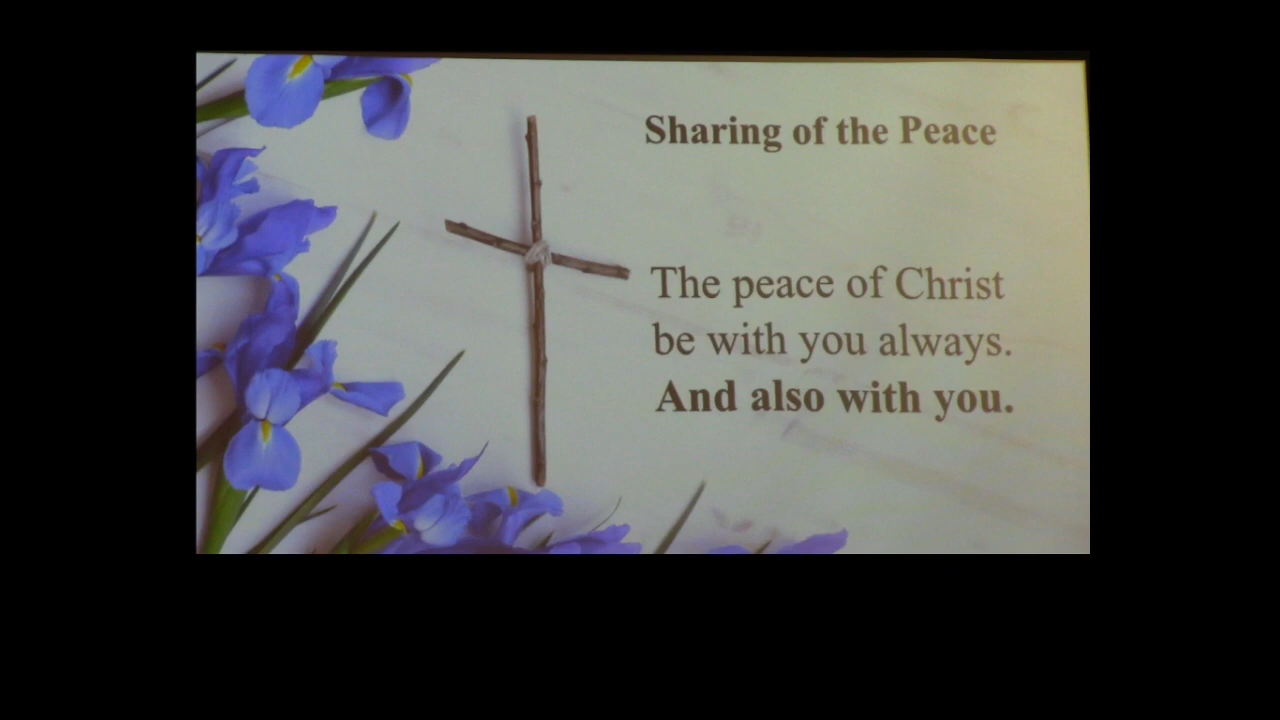 Sharing of the Peace
The peace of Christ
be with you always.
And also with you.